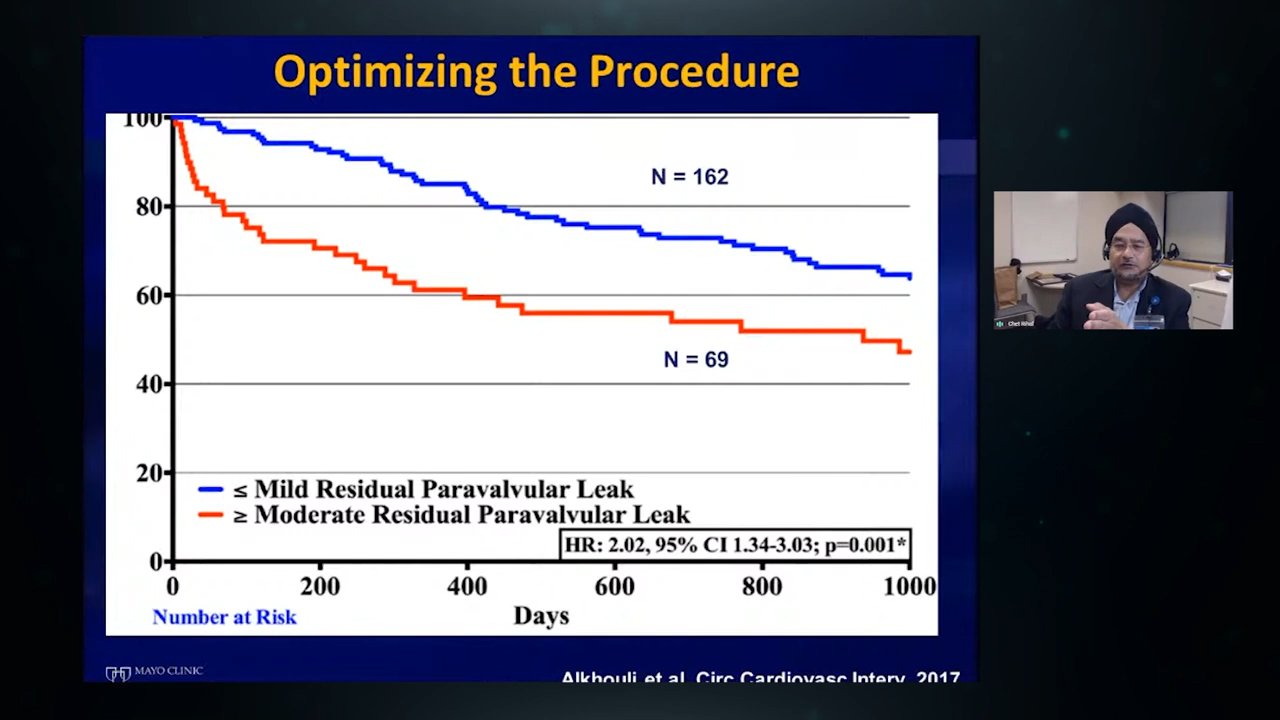 Optimizing the Procedure
100
80
60
40
20
0
N = 162
N = 69
≤ Mild Residual Paravalvular Leak
≥ Moderate Residual Paravalvular Leak
HR: 2.02, 95% CI 1.34-3.03; p=0.001*
0 200 400 600 800 1000
Number at Risk
Days
MAYO CLINIC
Alkhouli et al. Circ Cardiovasc Interv. 2017
Chet Rihal